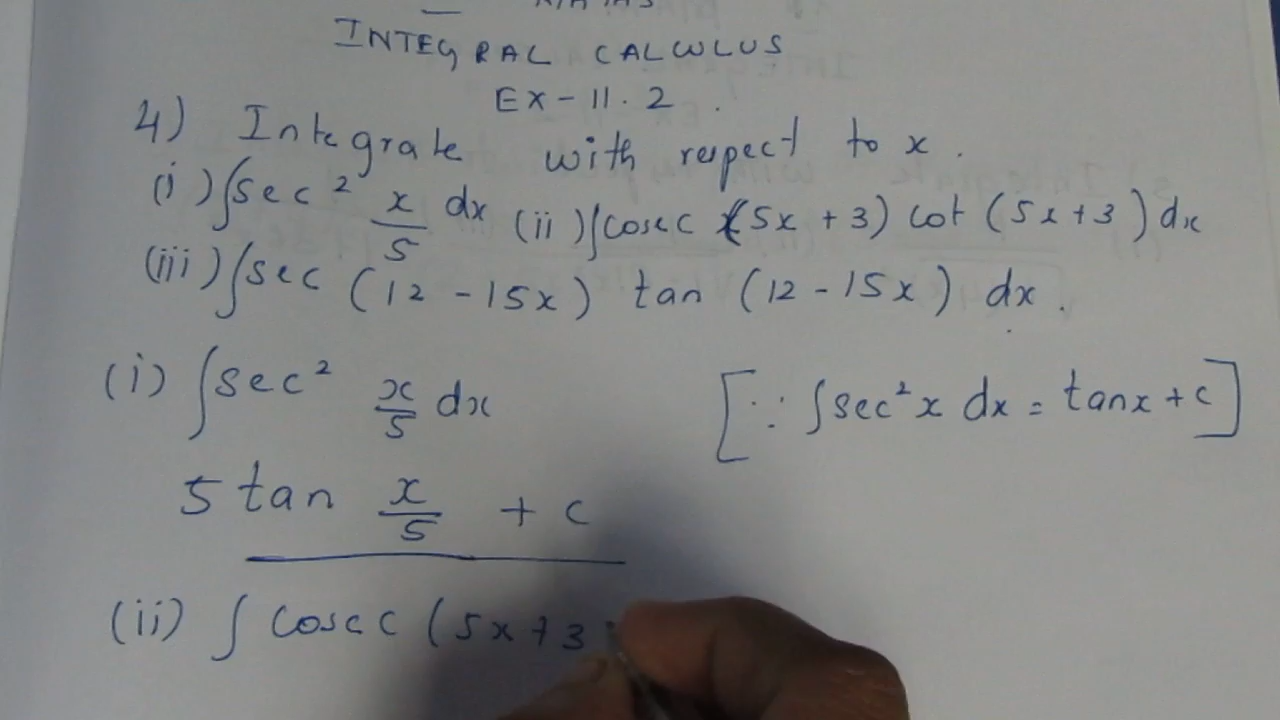 INTEGRAL CALCULUS
EX-11.2.
4) Integrate with respect to x.
(i) ∫sec² x/5 dx (ii) ∫cosec (5x+3) cot (5x+3) dx
(iii) ∫sec (12-15x) tan (12-15x) dx.
(i) ∫sec² x/5 dx [∵ ∫sec²x dx = tanx+c]
5 tan x/5 + c
(ii) ∫ cosec (5x+3